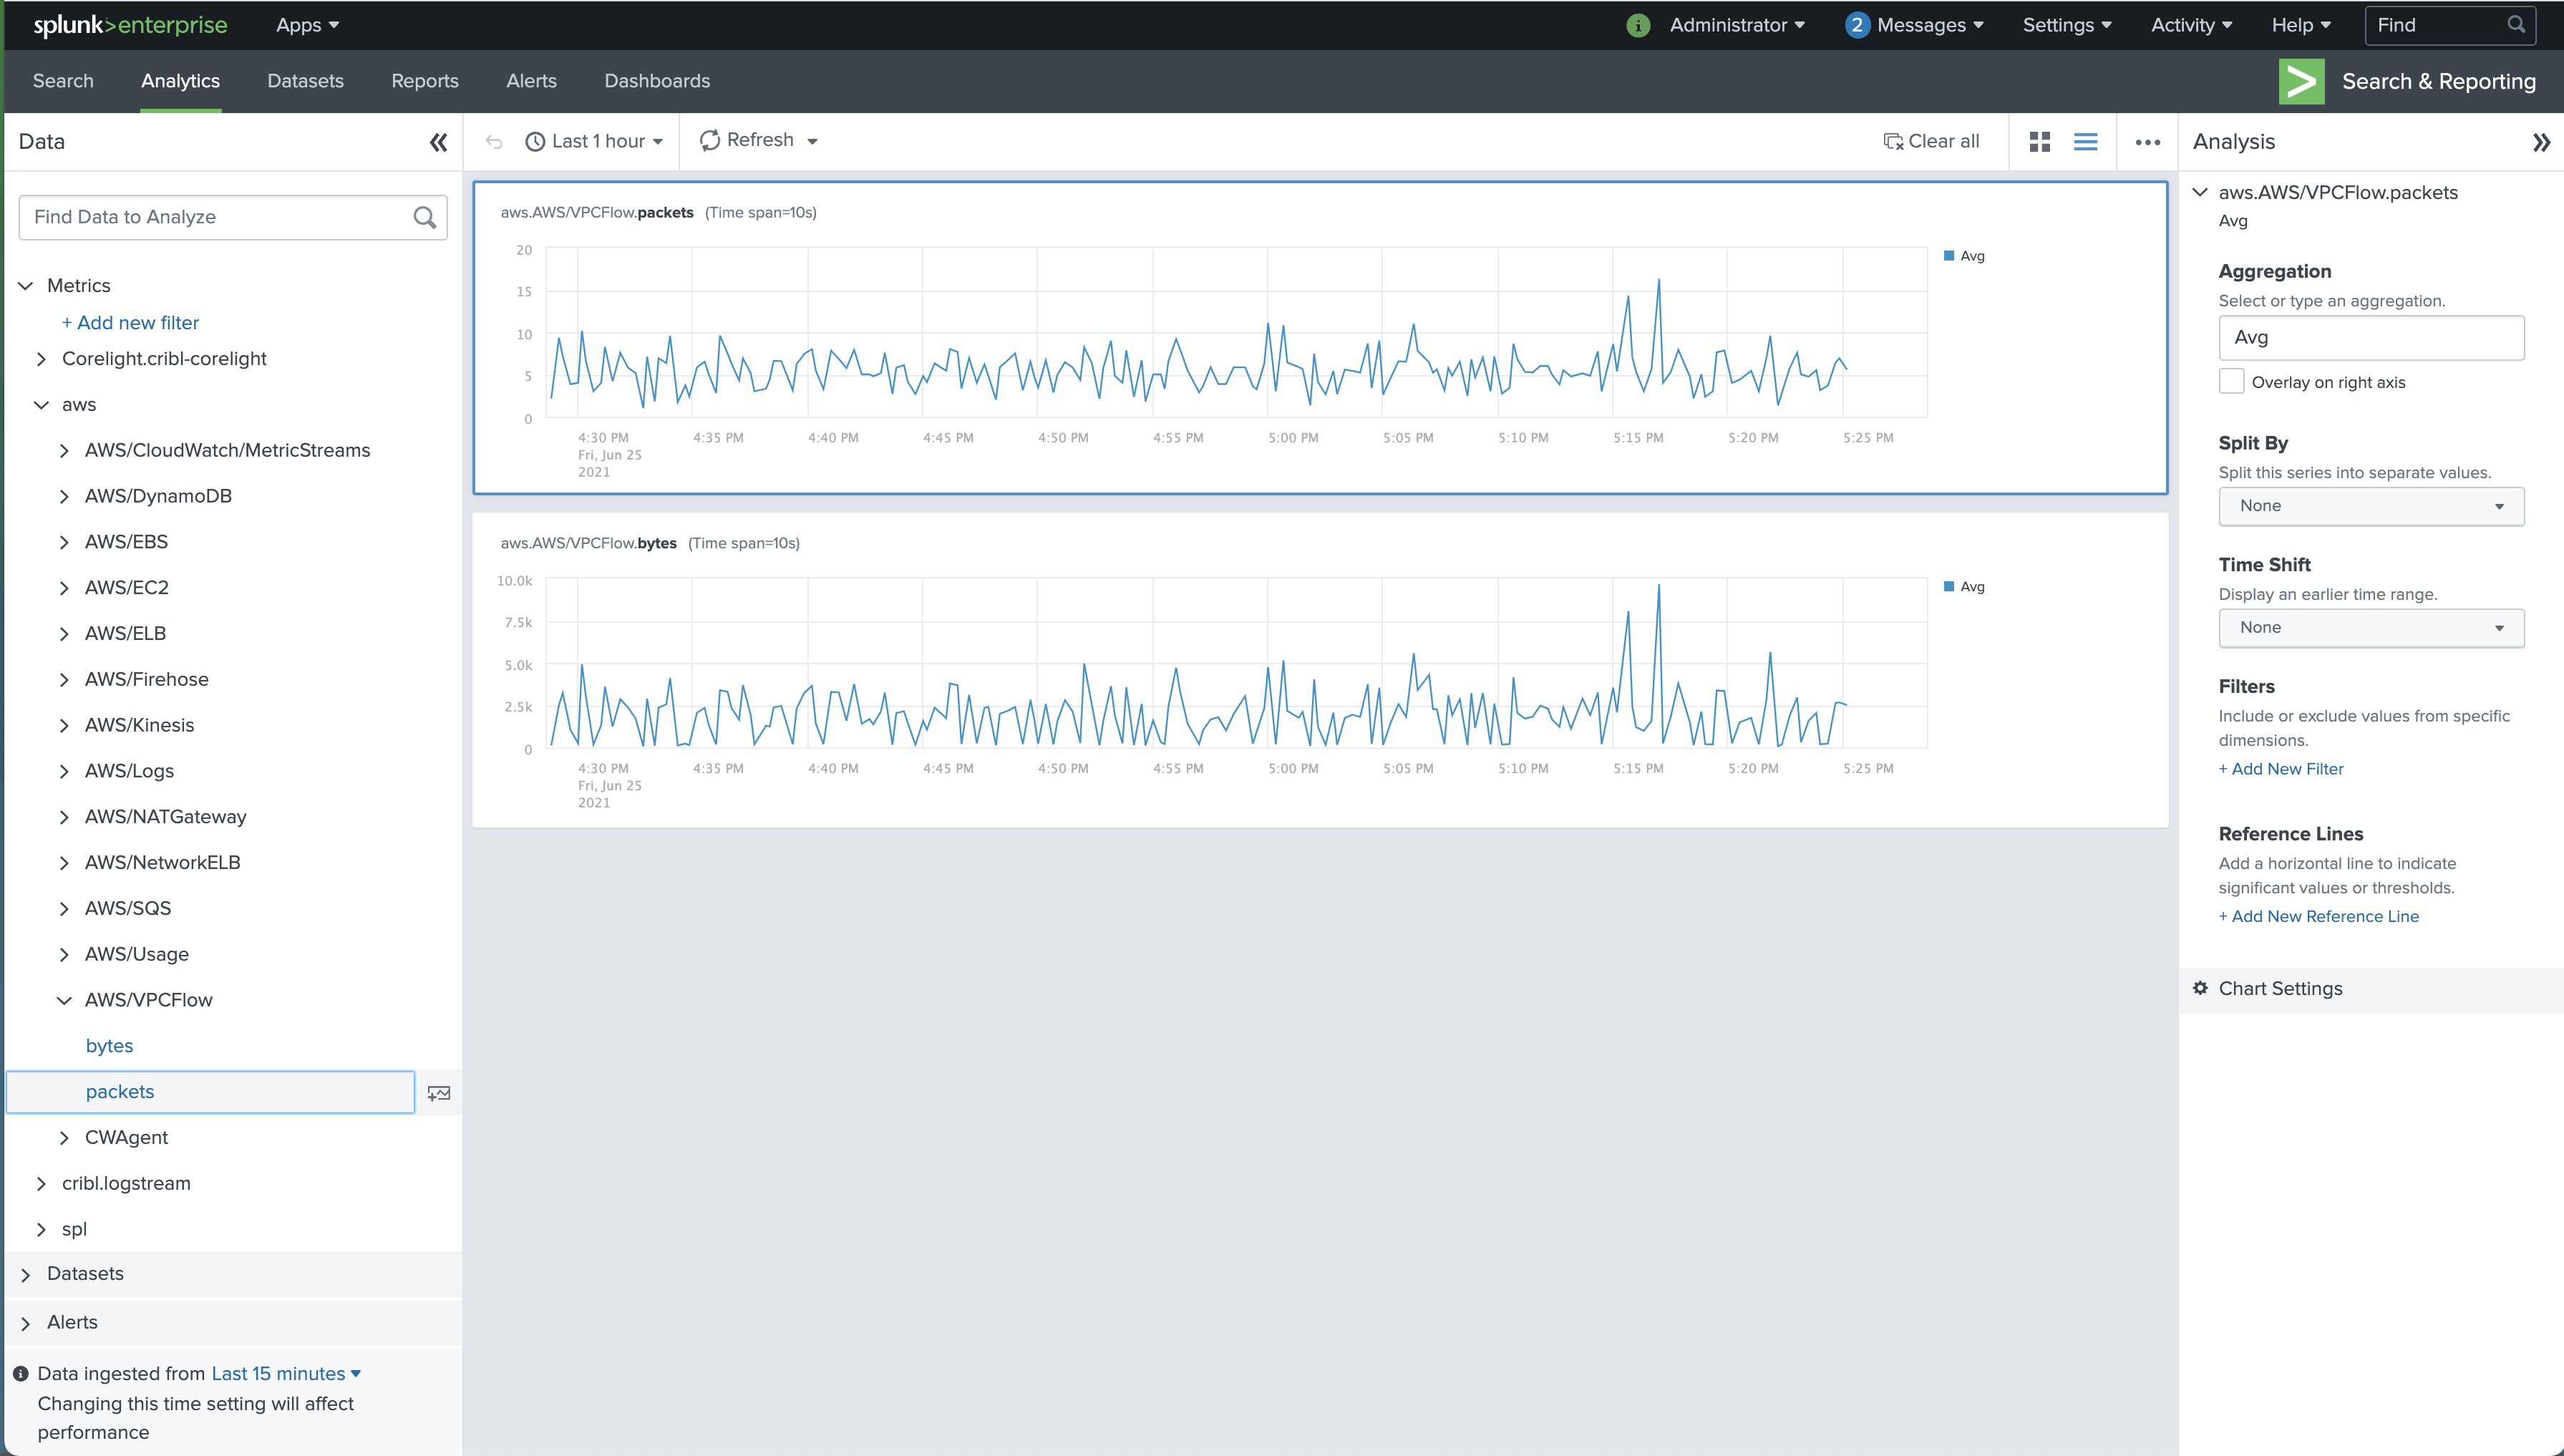 splunk>enterprise Apps Administrator 2 Messages Settings Activity Help Find
Search Analytics Datasets Reports Alerts Dashboards Search & Reporting
Data
Find Data to Analyze
Metrics
+ Add new filter
Corelight.cribl-corelight
aws
AWS/CloudWatch/MetricStreams
AWS/DynamoDB
AWS/EBS
AWS/EC2
AWS/ELB
AWS/Firehose
AWS/Kinesis
AWS/Logs
AWS/NATGateway
AWS/NetworkELB
AWS/SQS
AWS/Usage
AWS/VPCFlow
bytes
packets
CWAgent
cribl.logstream
spl
Datasets
Alerts
Data ingested from Last 15 minutes
Changing this time setting will affect
performance
Last 1 hour Refresh Clear all
aws.AWS/VPCFlow.packets (Time span=10s)
20
15
10
5
0
Avg
4:30 PM 4:35 PM 4:40 PM 4:45 PM 4:50 PM 4:55 PM 5:00 PM 5:05 PM 5:10 PM 5:15 PM 5:20 PM 5:25 PM
Fri, Jun 25
2021
aws.AWS/VPCFlow.bytes (Time span=10s)
10.0k
7.5k
5.0k
2.5k
0
Avg
4:30 PM 4:35 PM 4:40 PM 4:45 PM 4:50 PM 4:55 PM 5:00 PM 5:05 PM 5:10 PM 5:15 PM 5:20 PM 5:25 PM
Fri, Jun 25
2021
Analysis
aws.AWS/VPCFlow.packets
Avg
Aggregation
Select or type an aggregation.
Avg
Overlay on right axis
Split By
Split this series into separate values.
None
Time Shift
Display an earlier time range.
None
Filters
Include or exclude values from specific
dimensions.
+ Add New Filter
Reference Lines
Add a horizontal line to indicate
significant values or thresholds.
+ Add New Reference Line
Chart Settings